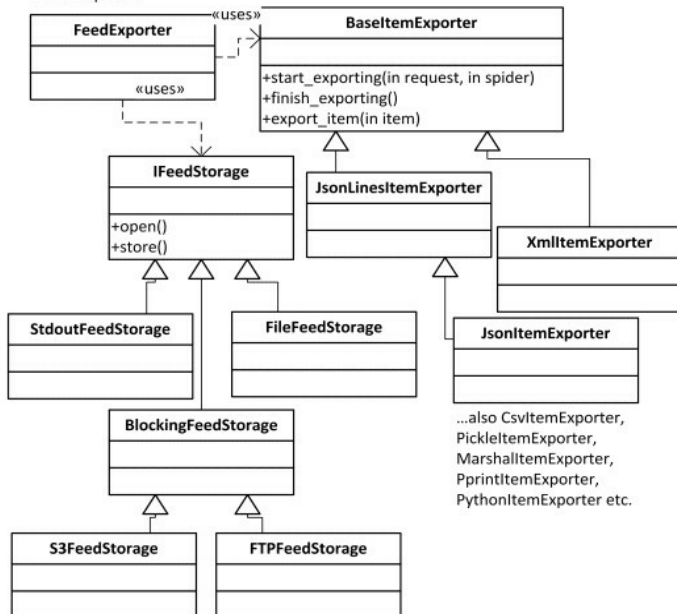 «uses»
FeedExporter
BaseItemExporter
+start_exporting(in request, in spider)
+finish_exporting()
+export_item(in item)
«uses»
IFeedStorage
+open()
+store()
JsonLinesItemExporter
XmlItemExporter
StdoutFeedStorage
FileFeedStorage
JsonItemExporter
BlockingFeedStorage
...also CsvItemExporter,
PickleItemExporter,
MarshalItemExporter,
PprintItemExporter,
PythonItemExporter etc.
S3FeedStorage
FTPFeedStorage